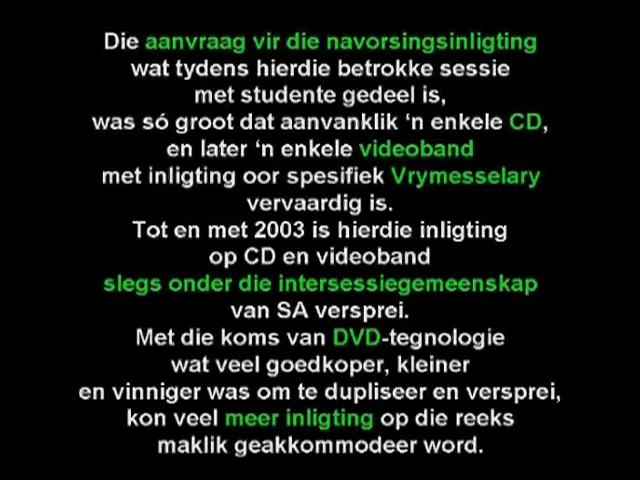 Die aanvraag vir die navorsingsinligting
wat tydens hierdie betrokke sessie
met studente gedeel is,
was só groot dat aanvanklik ‘n enkele CD,
en later ‘n enkele videoband
met inligting oor spesifiek Vrymesselary
vervaardig is.
Tot en met 2003 is hierdie inligting
op CD en videoband
slegs onder die intersessiegemeenskap
van SA versprei.
Met die koms van DVD-tegnologie
wat veel goedkoper, kleiner
en vinniger was om te dupliseer en versprei,
kon veel meer inligting op die reeks
maklik geakkommodeer word.